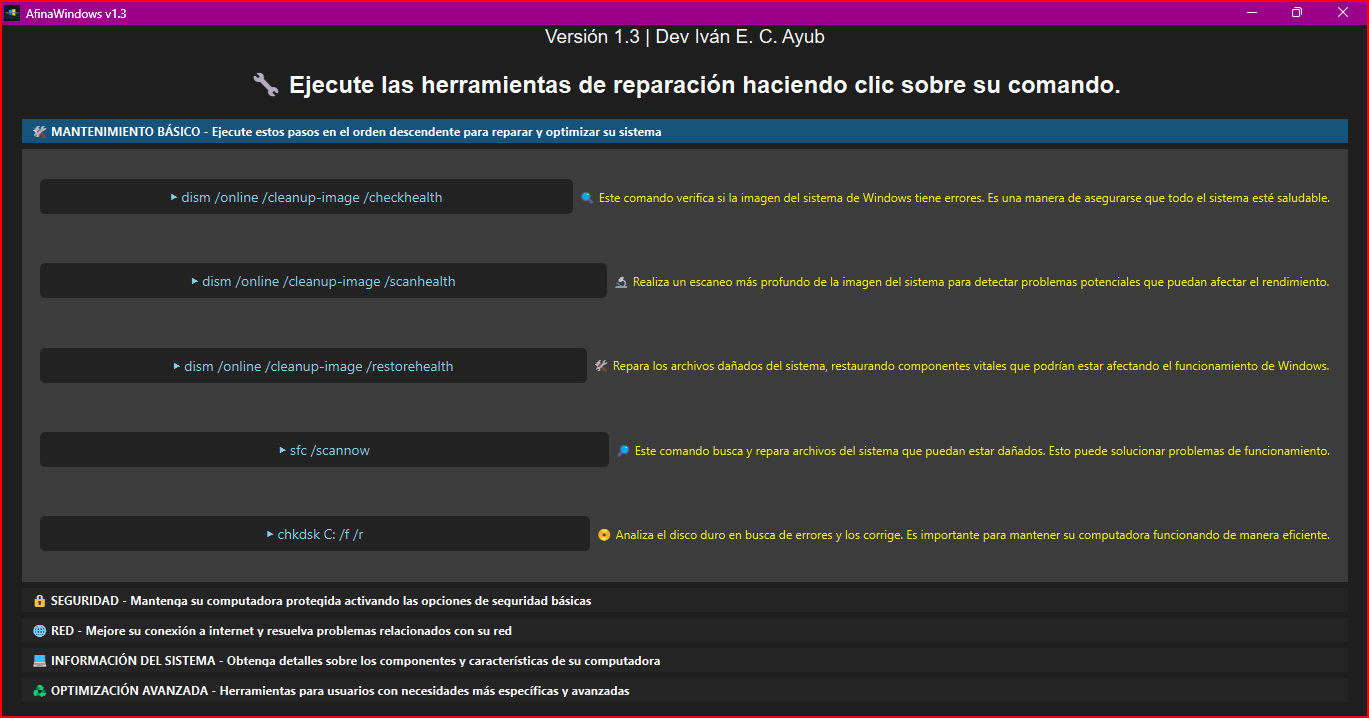 AfinaWindows v1.3
Versión 1.3 | Dev Iván E. C. Ayub
Ejecute las herramientas de reparación haciendo clic sobre su comando.
MANTENIMIENTO BÁSICO - Ejecute estos pasos en el orden descendente para reparar y optimizar su sistema
dism /online /cleanup-image /checkhealth
Este comando verifica si la imagen del sistema de Windows tiene errores. Es una manera de asegurarse que todo el sistema esté saludable.
dism /online /cleanup-image /scanhealth
Realiza un escaneo más profundo de la imagen del sistema para detectar problemas potenciales que puedan afectar el rendimiento.
dism /online /cleanup-image /restorehealth
Repara los archivos dañados del sistema, restaurando componentes vitales que podrían estar afectando el funcionamiento de Windows.
sfc /scannow
Este comando busca y repara archivos del sistema que puedan estar dañados. Esto puede solucionar problemas de funcionamiento.
chkdsk C: /f /r
Analiza el disco duro en busca de errores y los corrige. Es importante para mantener su computadora funcionando de manera eficiente.
SEGURIDAD - Mantenga su computadora protegida activando las opciones de seguridad básicas
RED - Mejore su conexión a internet y resuelva problemas relacionados con su red
INFORMACIÓN DEL SISTEMA - Obtenga detalles sobre los componentes y características de su computadora
OPTIMIZACIÓN AVANZADA - Herramientas para usuarios con necesidades más específicas y avanzadas